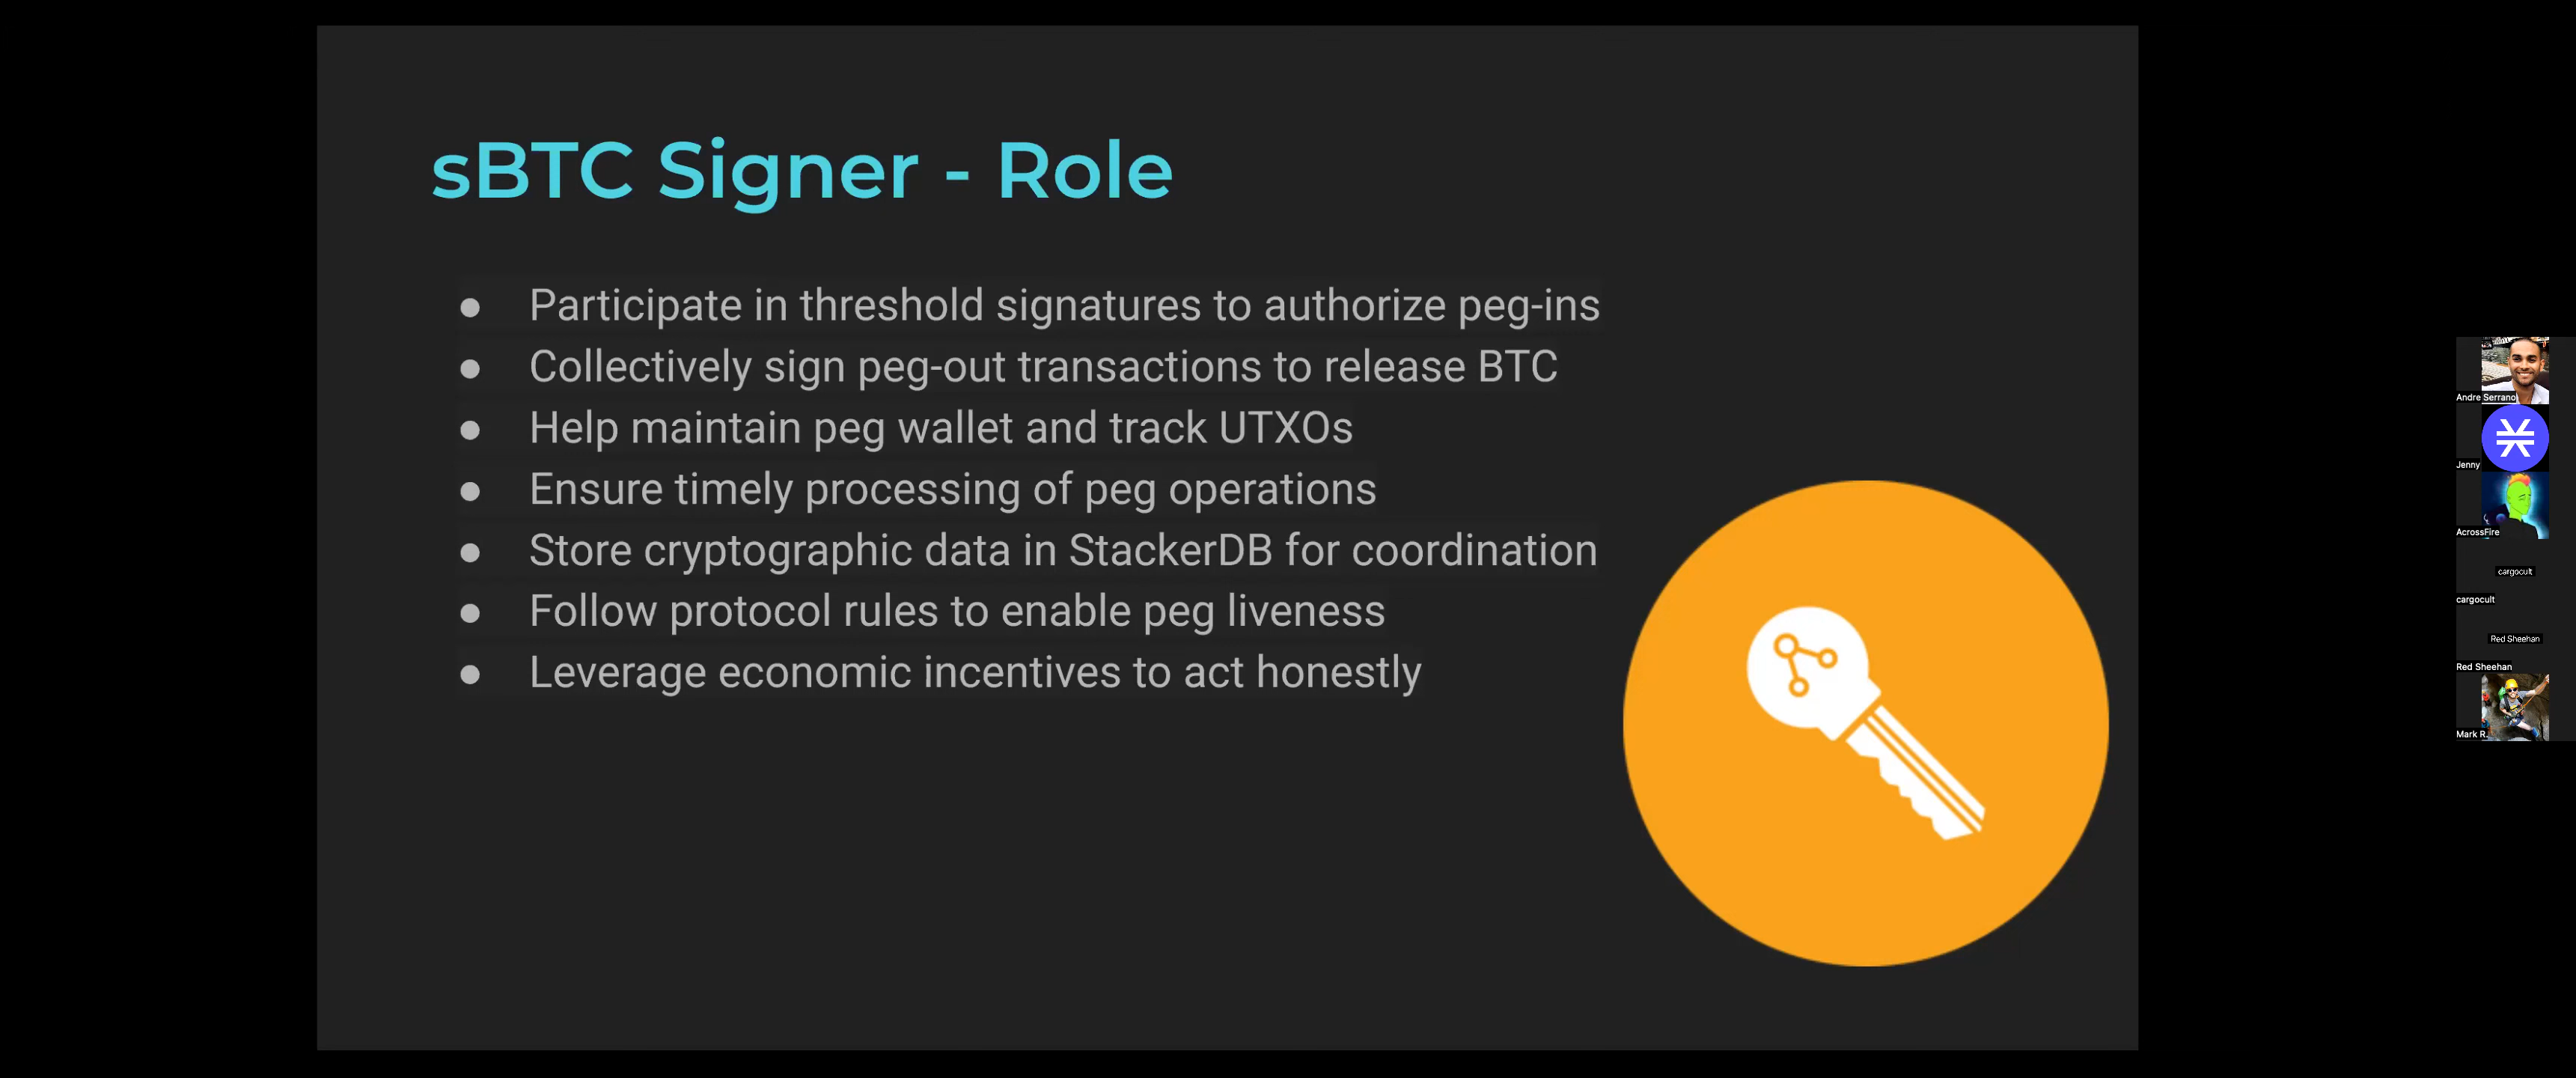 sBTC Signer - Role
● Participate in threshold signatures to authorize peg-ins
● Collectively sign peg-out transactions to release BTC
● Help maintain peg wallet and track UTXOs
● Ensure timely processing of peg operations
● Store cryptographic data in StackerDB for coordination
● Follow protocol rules to enable peg liveness
● Leverage economic incentives to act honestly
Andre Serrano
Jenny
AcrossFire
cargocult
cargocult
Red Sheehan
Red Sheehan
Mark R.